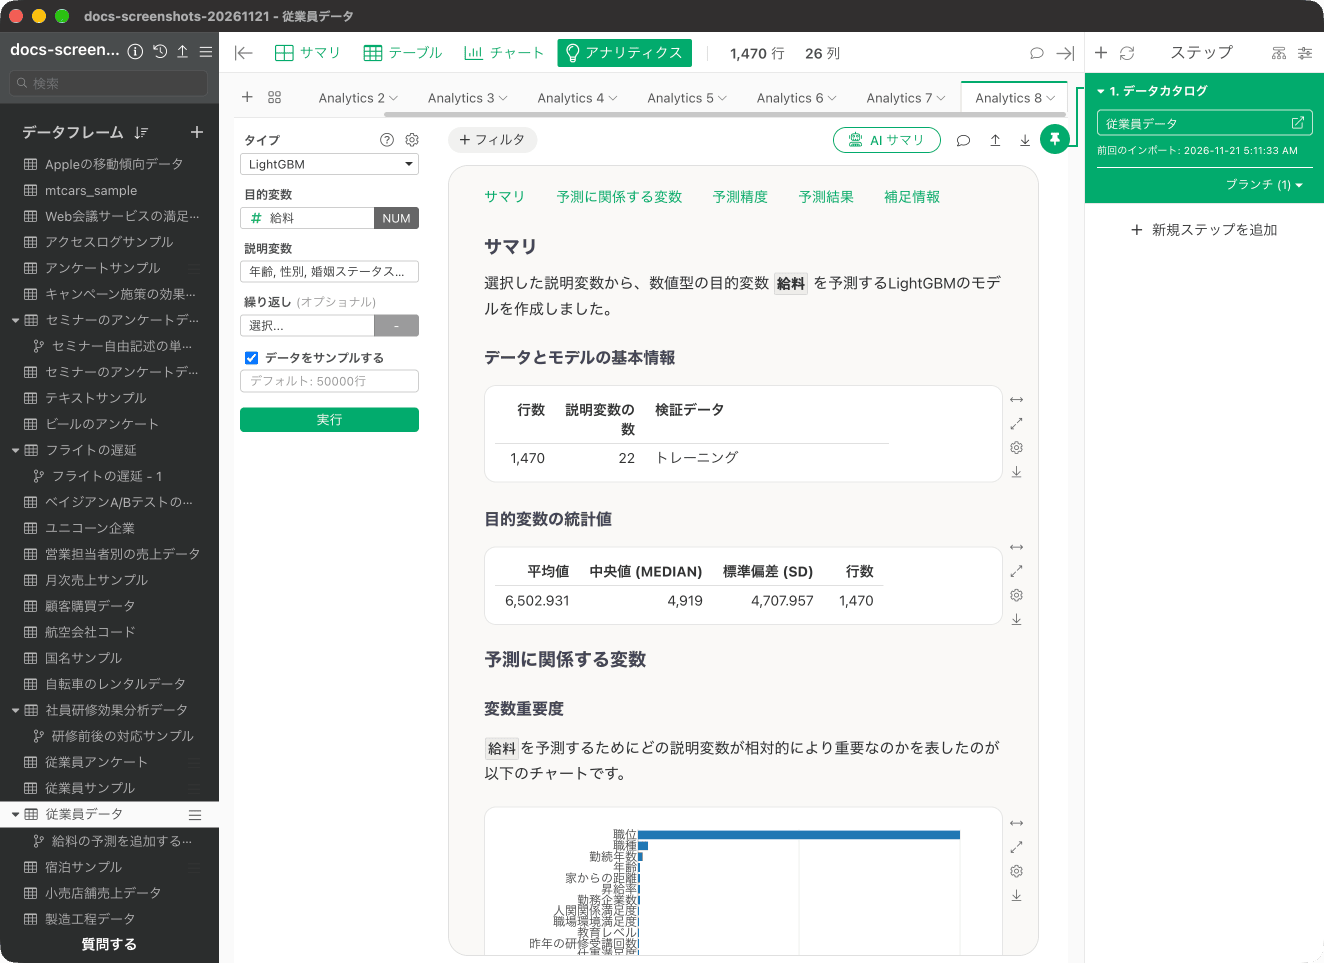 docs-screenshots-20261121 - 従業員データ
docs-screen...
検索
データフレーム
Appleの移動傾向データ
mtcars_sample
Web会議サービスの満足...
アクセスログサンプル
アンケートサンプル
キャンペーン施策の効果...
セミナーのアンケートデ...
セミナー自由記述の単...
セミナーのアンケートデ...
テキストサンプル
ビールのアンケート
フライトの遅延
フライトの遅延 - 1
ベイジアンA/Bテストの...
ユニコーン企業
営業担当者別の売上データ
月次売上サンプル
顧客購買データ
航空会社コード
国名サンプル
自転車のレンタルデータ
社員研修効果分析データ
研修前後の対応サンプル
従業員アンケート
従業員サンプル
従業員データ
給料の予測を追加する...
宿泊サンプル
小売店舗売上データ
製造工程データ
質問する
サマリ
テーブル
チャート
アナリティクス
1,470 行
26 列
Analytics 2
Analytics 3
Analytics 4
Analytics 5
Analytics 6
Analytics 7
Analytics 8
タイプ
LightGBM
目的変数
# 給料
NUM
説明変数
年齢, 性別, 婚姻ステータス...
繰り返し (オプショナル)
選択...
-
データをサンプルする
デフォルト: 50000行
実行
+ フィルタ
AI サマリ
サマリ
予測に関係する変数
予測精度
予測結果
補足情報
サマリ
選択した説明変数から、数値型の目的変数 給料 を予測するLightGBMのモデ
ルを作成しました。
データとモデルの基本情報
行数 説明変数の数 検証データ
1,470 22 トレーニング
目的変数の統計値
平均値 中央値 (MEDIAN) 標準偏差 (SD) 行数
6,502.931 4,919 4,707.957 1,470
予測に関係する変数
変数重要度
給料を予測するためにどの説明変数が相対的により重要なのかを表したのが
以下のチャートです。
職位
職種
勤続年数
年齢
家からの距離
昇給率
勤務企業数
人間関係満足度
職場環境満足度
教育レベル
昨年の研修受講回数
仕事満足度
ステップ
1. データカタログ
従業員データ
前回のインポート: 2026-11-21 5:11:33 AM
ブランチ (1)
+ 新規ステップを追加